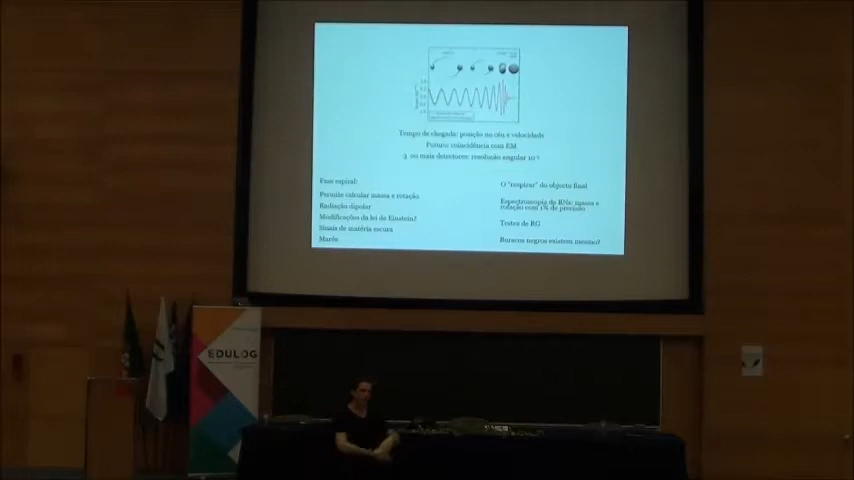 Tempo de chegada: posição no céu e velocidade
Futuro: coincidência com EM
3 ou mais detectores: resolução angular 10
Fase espiral:
Permite calcular massa e rotação
Radiação dipolar
Modificações da lei de Einstein?
Sinais de matéria escura
Marés
O "respirar" do objecto final
Espectroscopia de BNs: massa e
rotação com 1% de precisão
Testes de RG
Buracos negros existem mesmo?
EDULOG